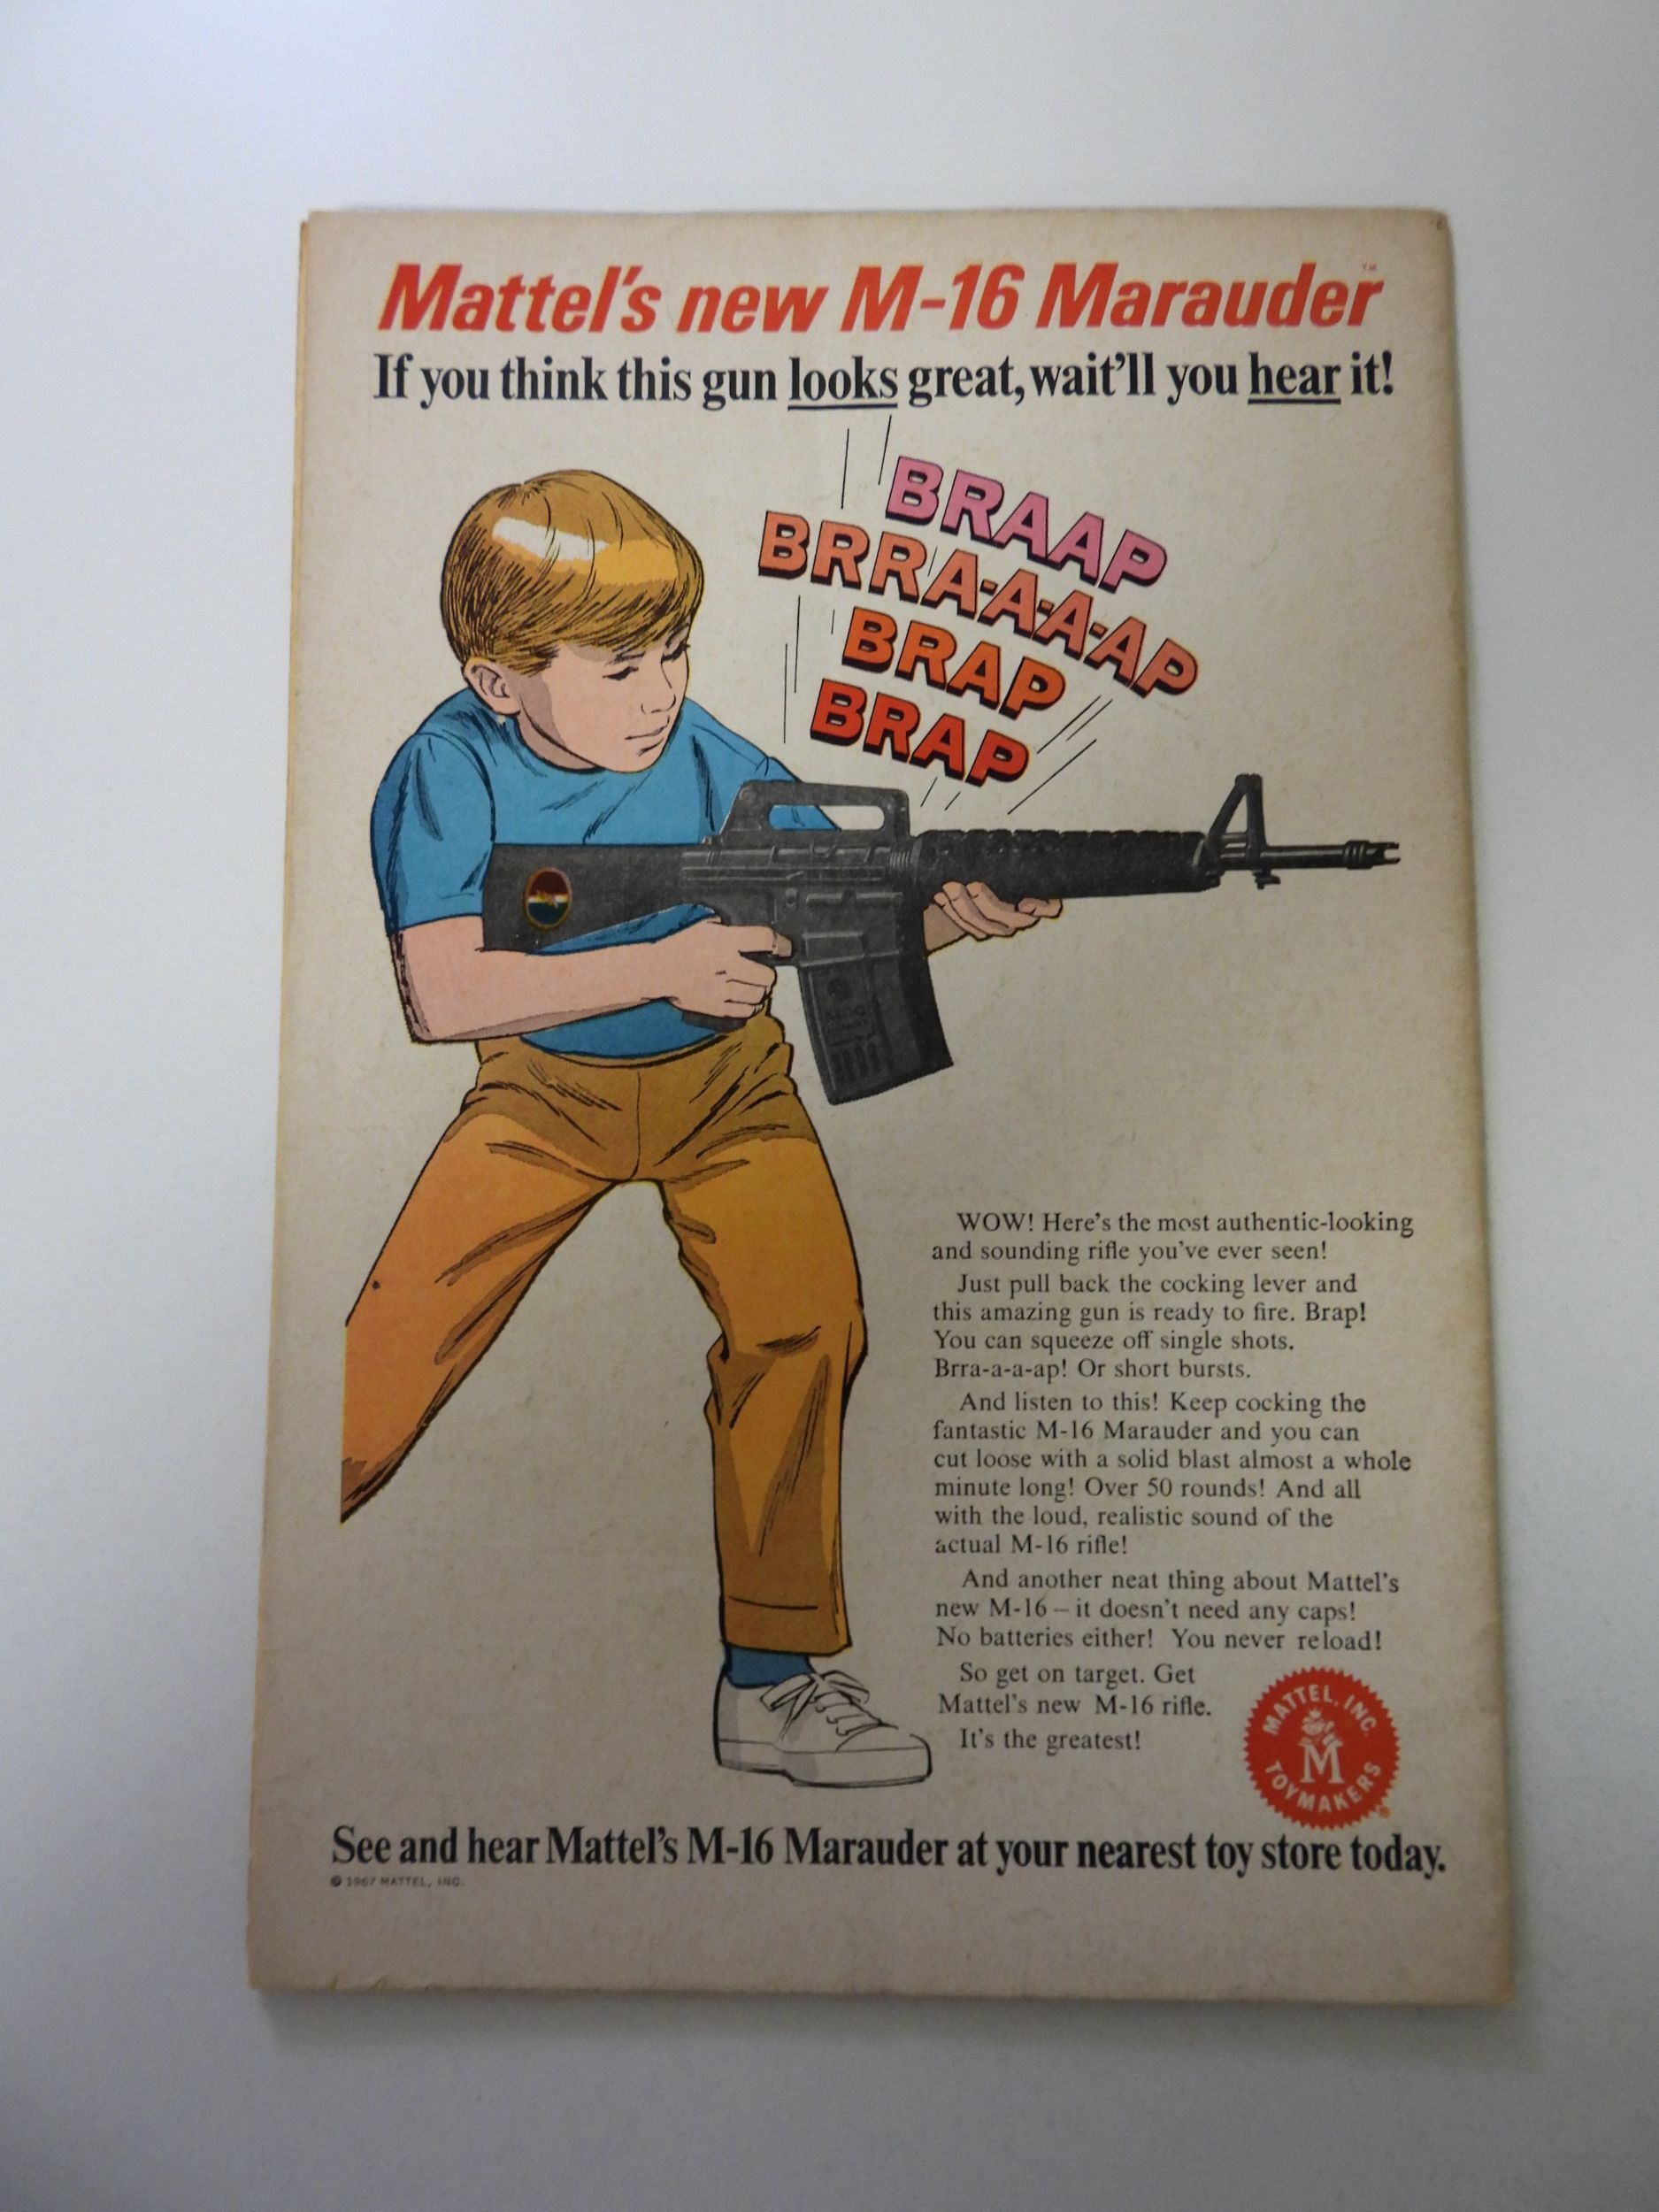 Mattel's new M-16 Marauder™
If you think this gun looks great, wait'll you hear it!
BRAAP
BRRA-A-A-AP
BRAP
BRAP
WOW! Here's the most authentic-looking
and sounding rifle you've ever seen!
Just pull back the cocking lever and
this amazing gun is ready to fire. Brap!
You can squeeze off single shots.
Brra-a-a-ap! Or short bursts.
And listen to this! Keep cocking the
fantastic M-16 Marauder and you can
cut loose with a solid blast almost a whole
minute long! Over 50 rounds! And all
with the loud, realistic sound of the
actual M-16 rifle!
And another neat thing about Mattel's
new M-16 – it doesn't need any caps!
No batteries either! You never reload!
So get on target. Get
Mattel's new M-16 rifle.
It's the greatest!
MATTEL, INC.
M
TOYMAKERS
®
See and hear Mattel's M-16 Marauder at your nearest toy store today.
© 1967 MATTEL, INC.